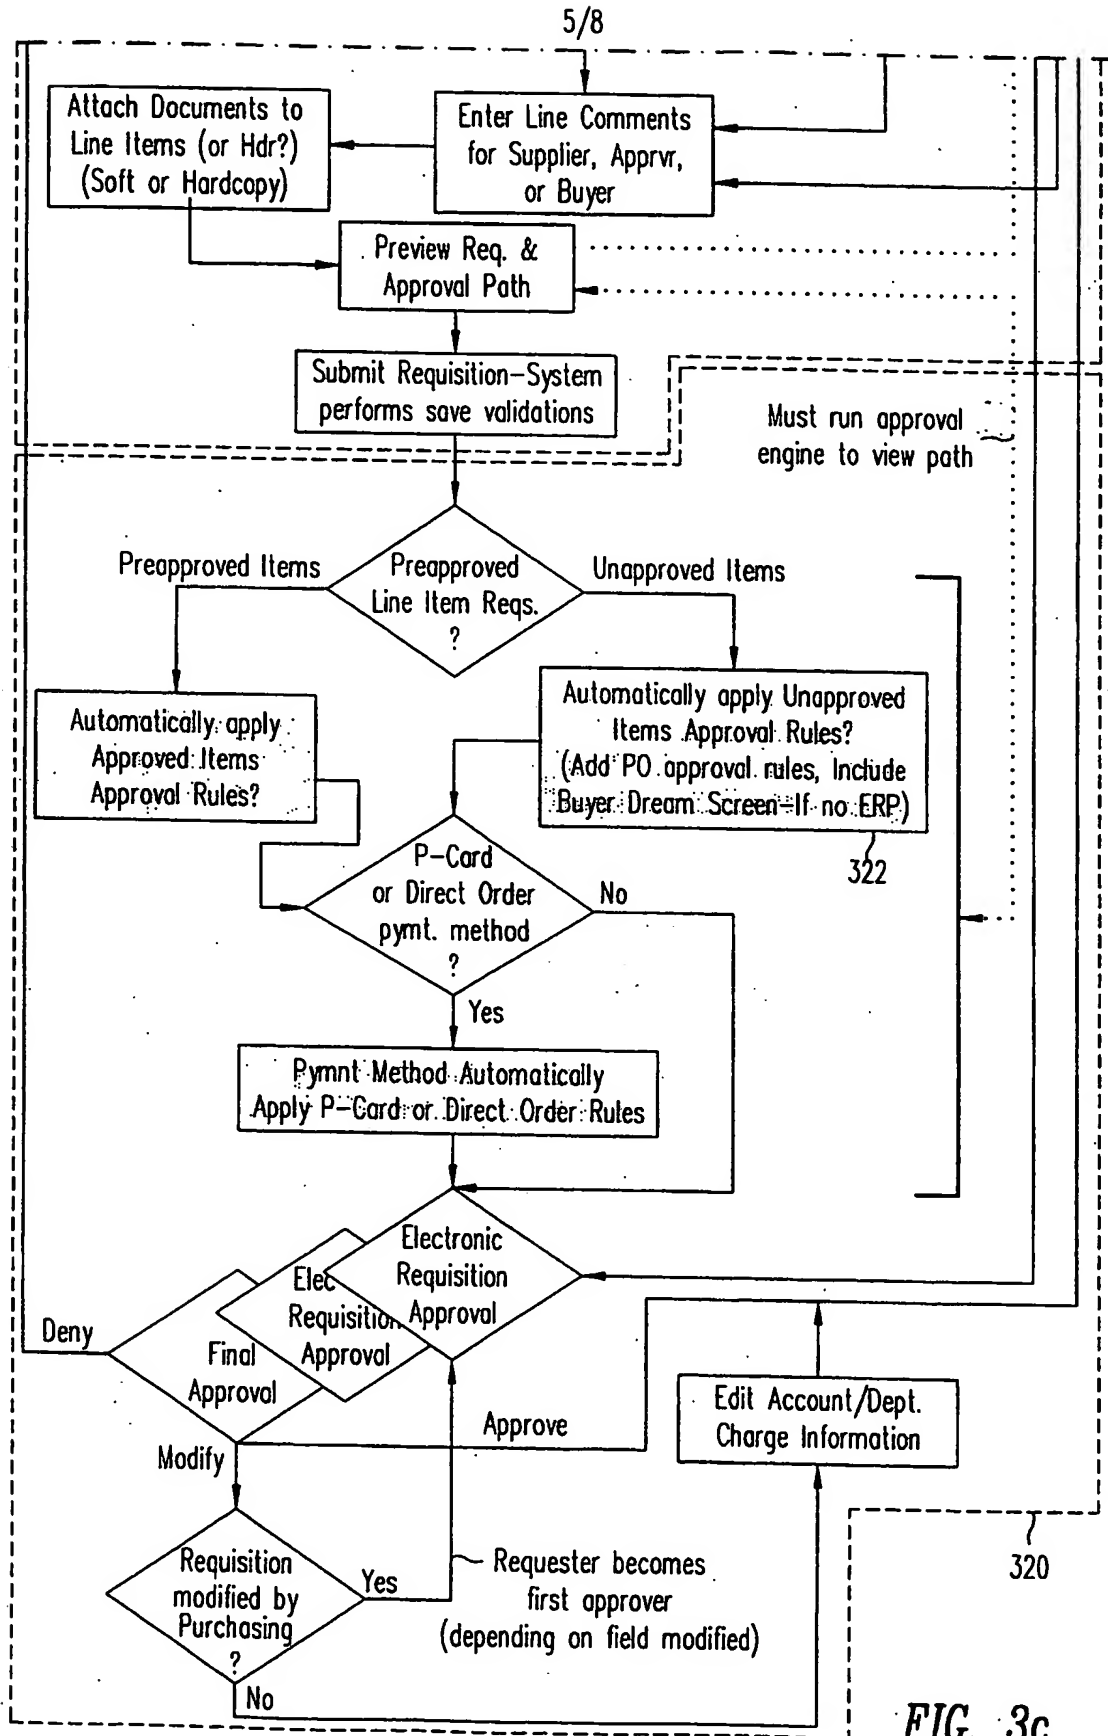 5/8
Attach Documents to
Line Items (or Hdr?)
(Soft or Hardcopy)
Enter Line Comments
for Supplier, Apprvr,
or Buyer
Preview Req. &
Approval Path
Submit Requisition-System
performs save validations
Must run approval
engine to view path
Preapproved Items
Preapproved
Line Item Reqs.
?
Unapproved Items
Automatically apply
Approved Items
Approval Rules?
Automatically apply Unapproved
Items Approval Rules?
(Add PO approval rules, Include
Buyer Dream Screen-If no ERP)
322
P-Card
or Direct Order
pymt. method
?
No
Yes
Pymnt Method Automatically
Apply P-Card or Direct Order Rules
Electronic
Requisition
Approval
Elec
Requisition
Approval
Final
Approval
Deny
Approve
Modify
Edit Account/Dept.
Charge Information
Requisition
modified by
Purchasing
?
Yes
No
Requester becomes
first approver
(depending on field modified)
320
FIG. 3c